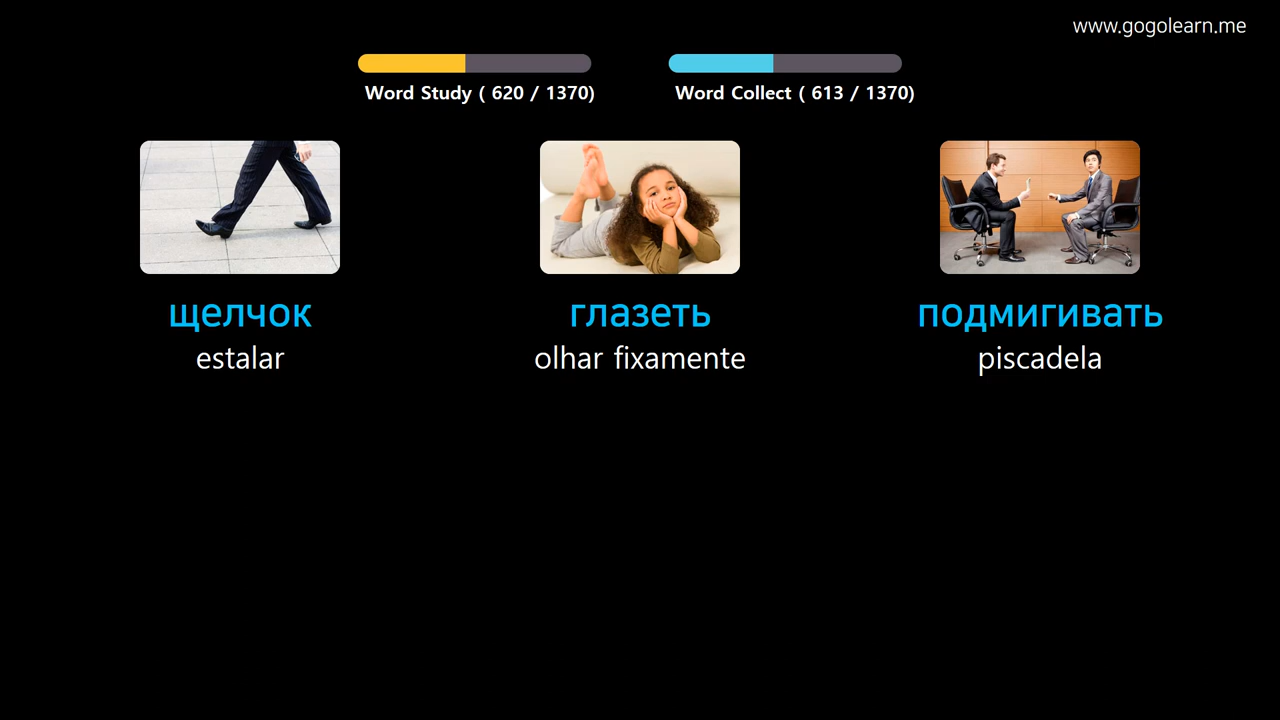 www.gogolearn.me
Word Study ( 620 / 1370)
Word Collect ( 613 / 1370)
щелчок
estalar
глазеть
olhar fixamente
подмигивать
piscadela